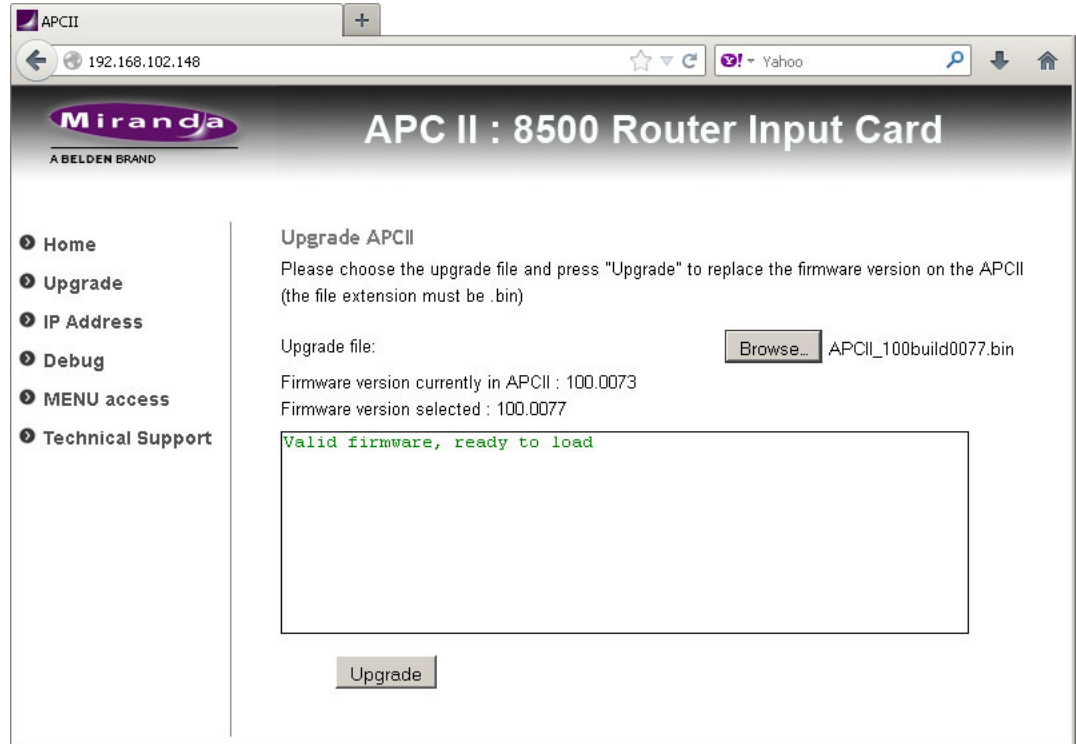 APCII
+
192.168.102.148
Yahoo
Miranda
A BELDEN BRAND
APC II : 8500 Router Input Card
Home
Upgrade
IP Address
Debug
MENU access
Technical Support
Upgrade APCII
Please choose the upgrade file and press "Upgrade" to replace the firmware version on the APCII
(the file extension must be .bin)
Upgrade file:
Browse... APCII_100build0077.bin
Firmware version currently in APCII : 100.0073
Firmware version selected : 100.0077
Valid firmware, ready to load
Upgrade